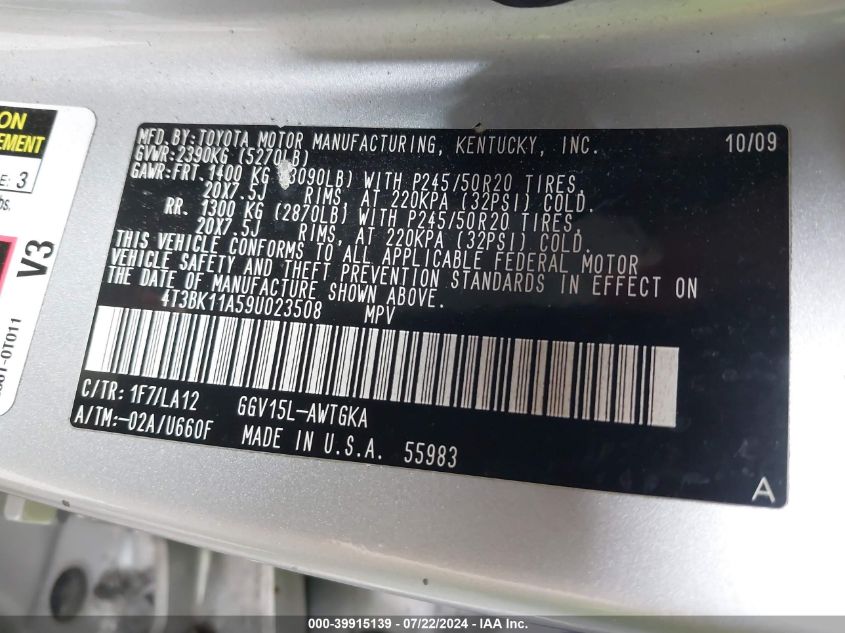 ON
EMENT
E: 3
bs.
V3
0T011
MFD. BY: TOYOTA MOTOR MANUFACTURING, KENTUCKY, INC. 10/09
GVWR: 2390KG (5270LB)
GAWR: FRT. 1400 KG (3090LB) WITH P245/50R20 TIRES,
20X7.5J RIMS, AT 220KPA (32PSI) COLD.
RR. 1300 KG (2870LB) WITH P245/50R20 TIRES,
20X7.5J RIMS, AT 220KPA (32PSI) COLD.
THIS VEHICLE CONFORMS TO ALL APPLICABLE FEDERAL MOTOR
VEHICLE SAFETY AND THEFT PREVENTION STANDARDS IN EFFECT ON
THE DATE OF MANUFACTURE SHOWN ABOVE.
4T3BK11A59U023508 MPV
C/TR: 1F7/LA12 GGV15L-AWTGKA
A/TM: -02A/U660F MADE IN U.S.A. 55983
A
000-39915139 - 07/22/2024 - IAA Inc.